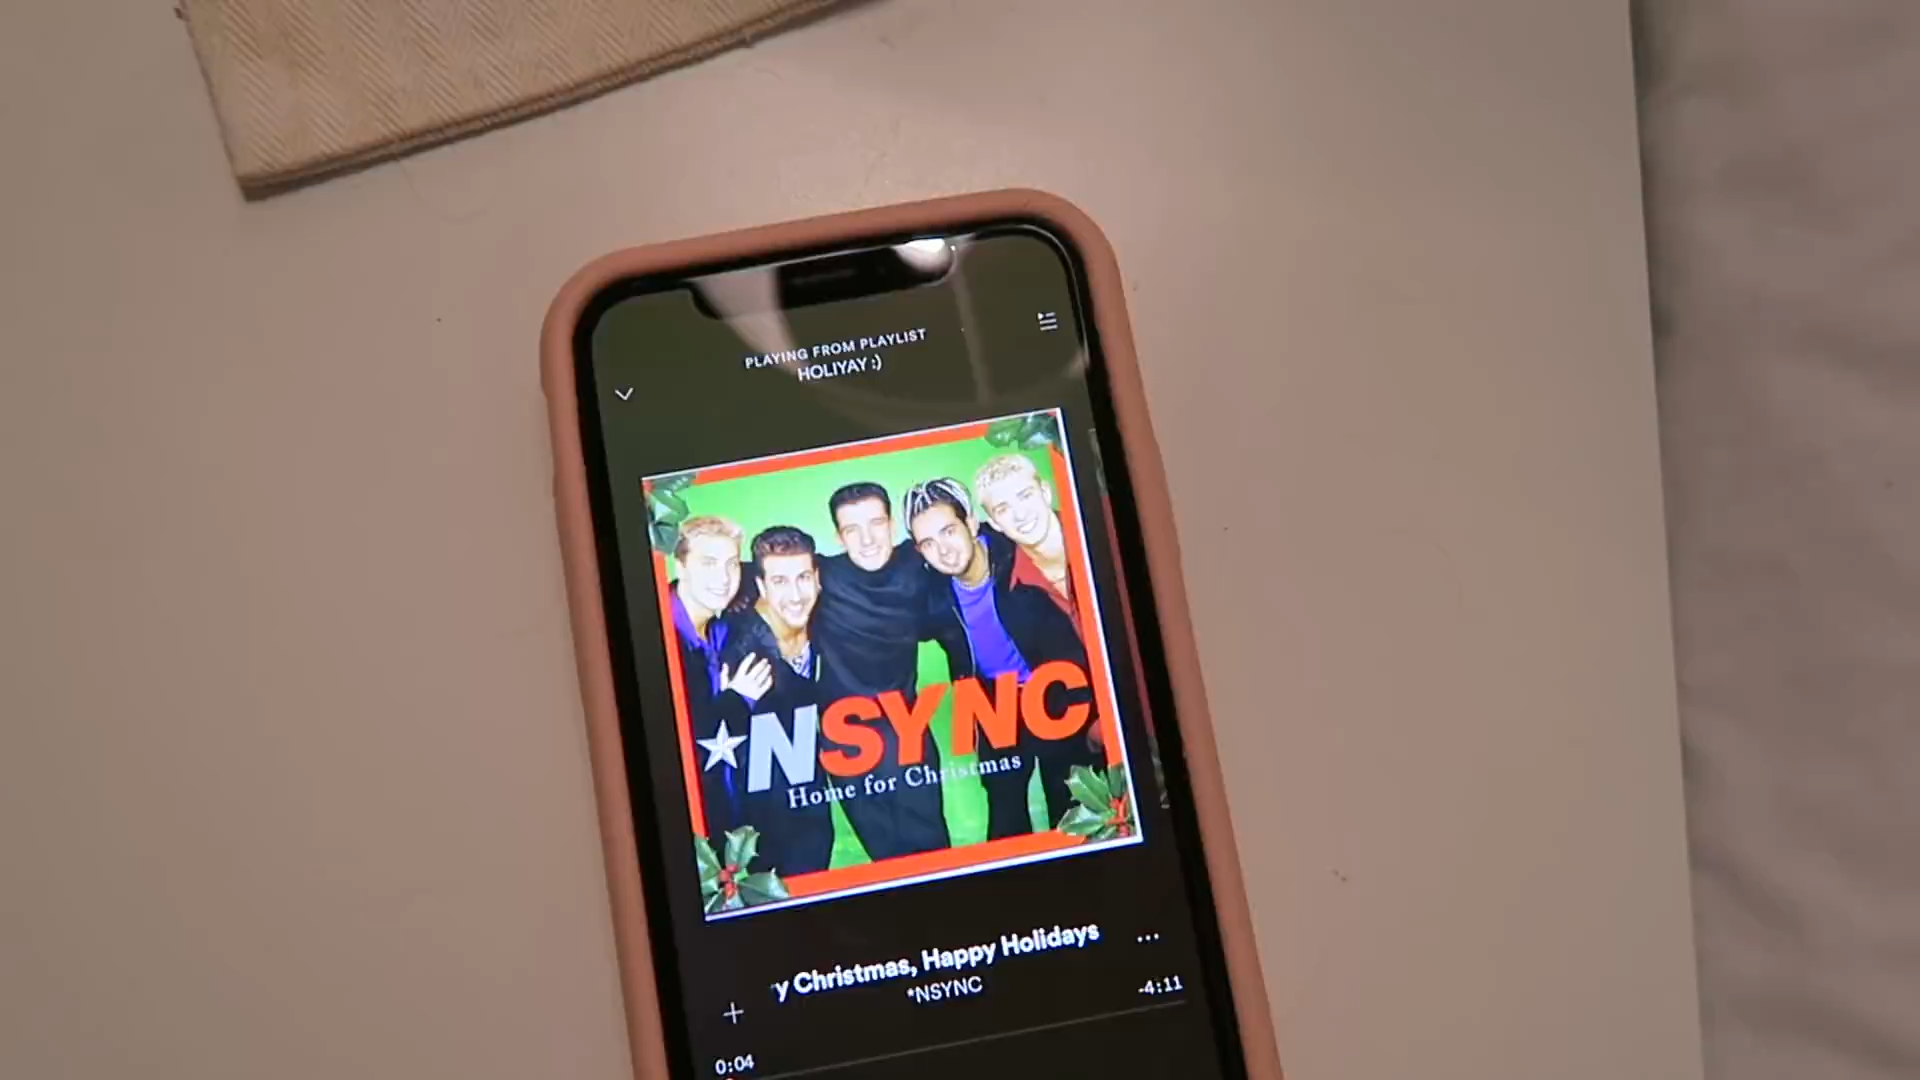 PLAYING FROM PLAYLIST
HOLIYAY :)
*NSYNC
Home for Christmas
y Christmas, Happy Holidays
*NSYNC
0:04
-4:11